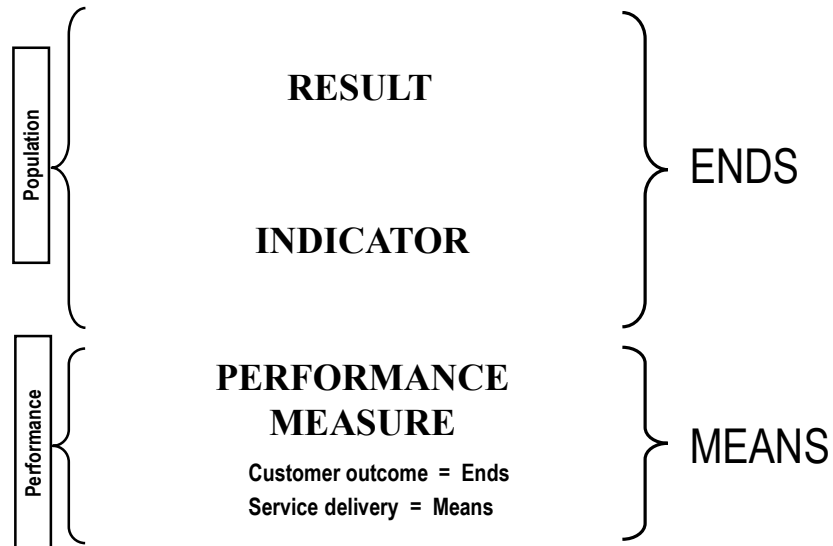 Population
RESULT
INDICATOR
ENDS
Performance
PERFORMANCE
MEASURE
Customer outcome = Ends
Service delivery = Means
MEANS